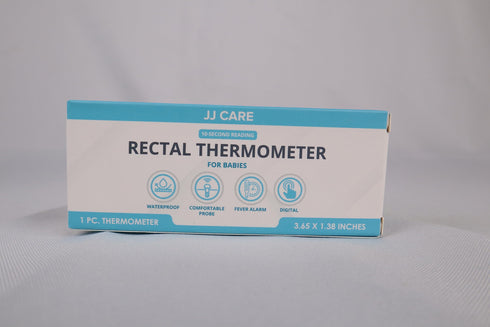 JJ CARE
10-SECOND READING
RECTAL THERMOMETER
FOR BABIES
WATERPROOF
COMFORTABLE PROBE
FEVER ALARM
DIGITAL
1 PC. THERMOMETER
3.65 X 1.38 INCHES